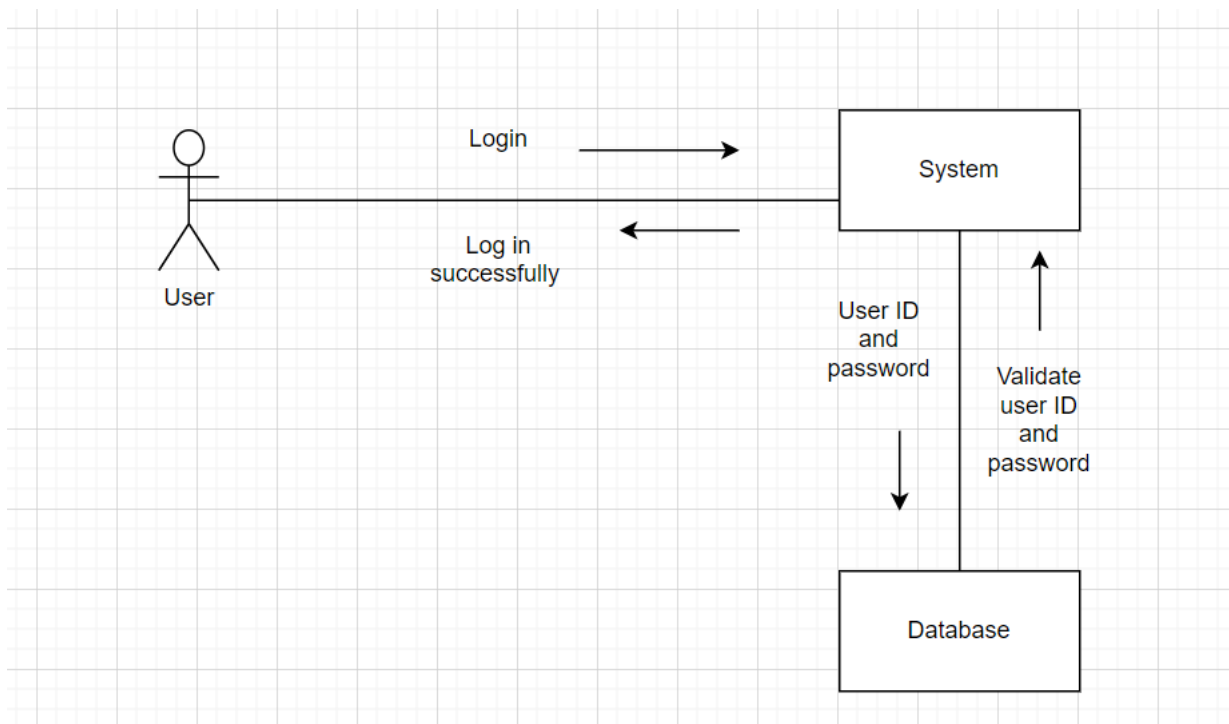 Login
System
Log in
successfully
User
User ID
and
password
Validate
user ID
and
password
Database